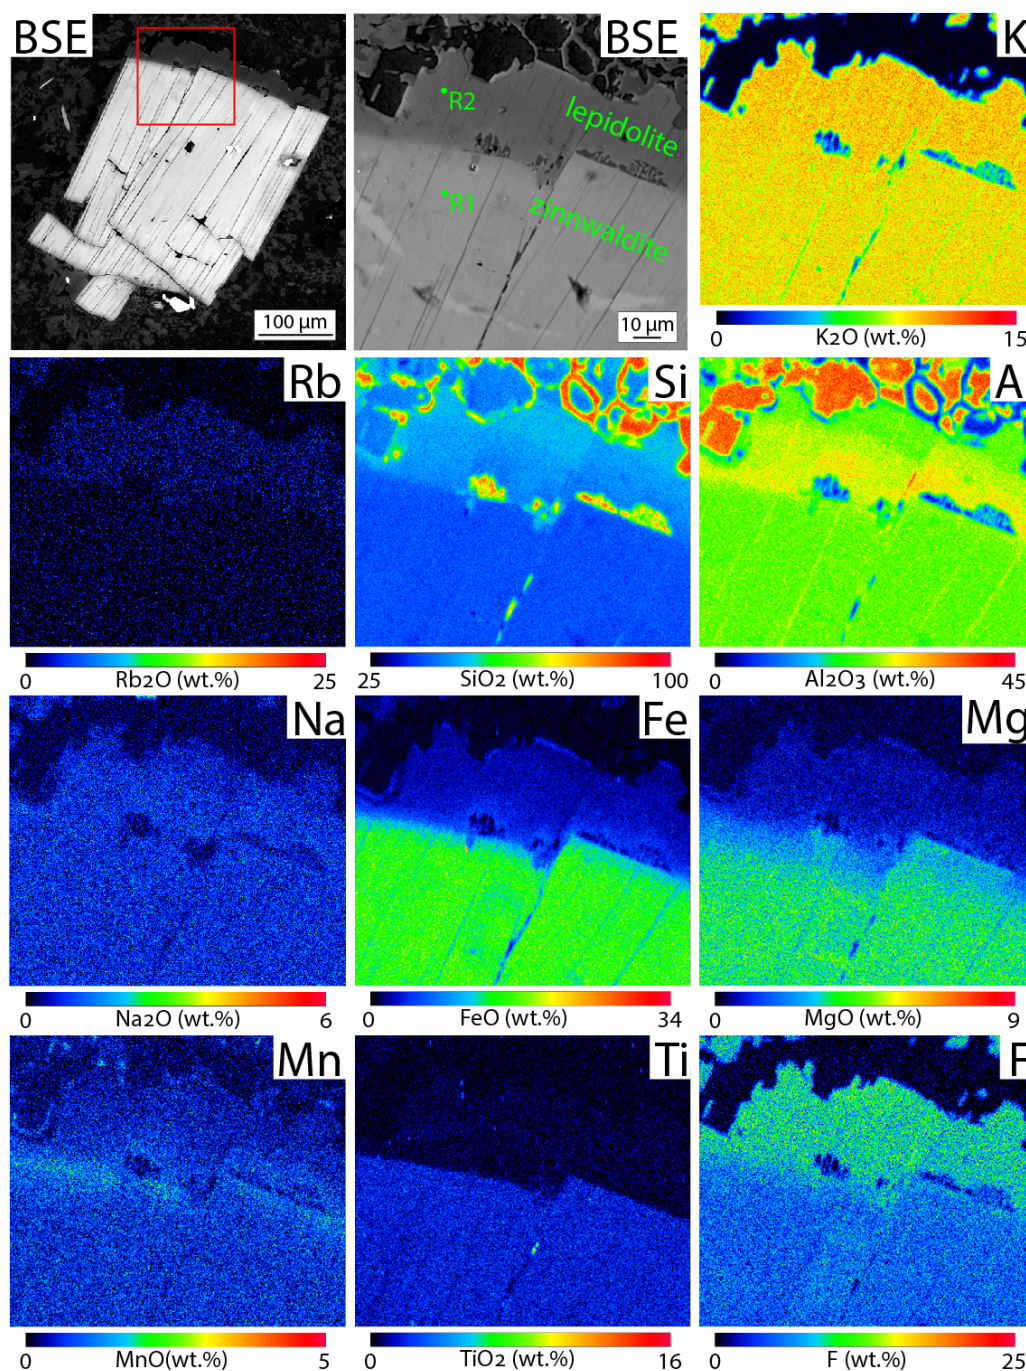 BSE
100 µm
BSE
R2
lepidolite
R1
zinnwaldite
10 µm
K
0 15
K2O (wt.%)
Rb
0 25
Rb2O (wt.%)
Si
25 100
SiO2 (wt.%)
A
0 45
Al2O3 (wt.%)
Na
0 6
Na2O (wt.%)
Fe
0 34
FeO (wt.%)
Mg
0 9
MgO (wt.%)
Mn
0 5
MnO(wt.%)
Ti
0 16
TiO2 (wt.%)
F
0 25
F (wt.%)